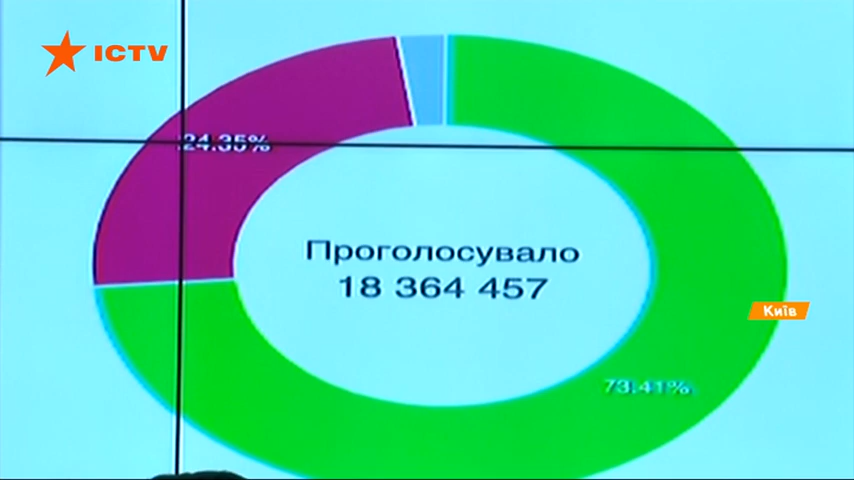 ICTV
24.35%
Проголосувало
18 364 457
Київ
73.41%